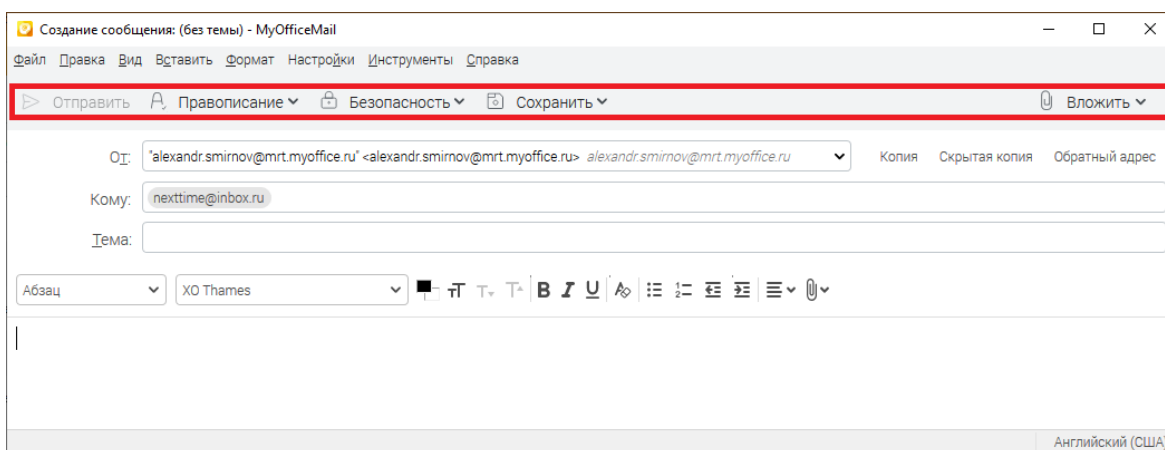 Создание сообщения: (без темы) - MyOfficeMail
Файл Правка Вид Вставить Формат Настройки Инструменты Справка
Отправить Правописание Безопасность Сохранить Вложить
От: "alexandr.smirnov@mrt.myoffice.ru" <alexandr.smirnov@mrt.myoffice.ru> alexandr.smirnov@mrt.myoffice.ru Копия Скрытая копия Обратный адрес
Кому: nexttime@inbox.ru
Тема:
Абзац XO Thames B I U
Английский (США)